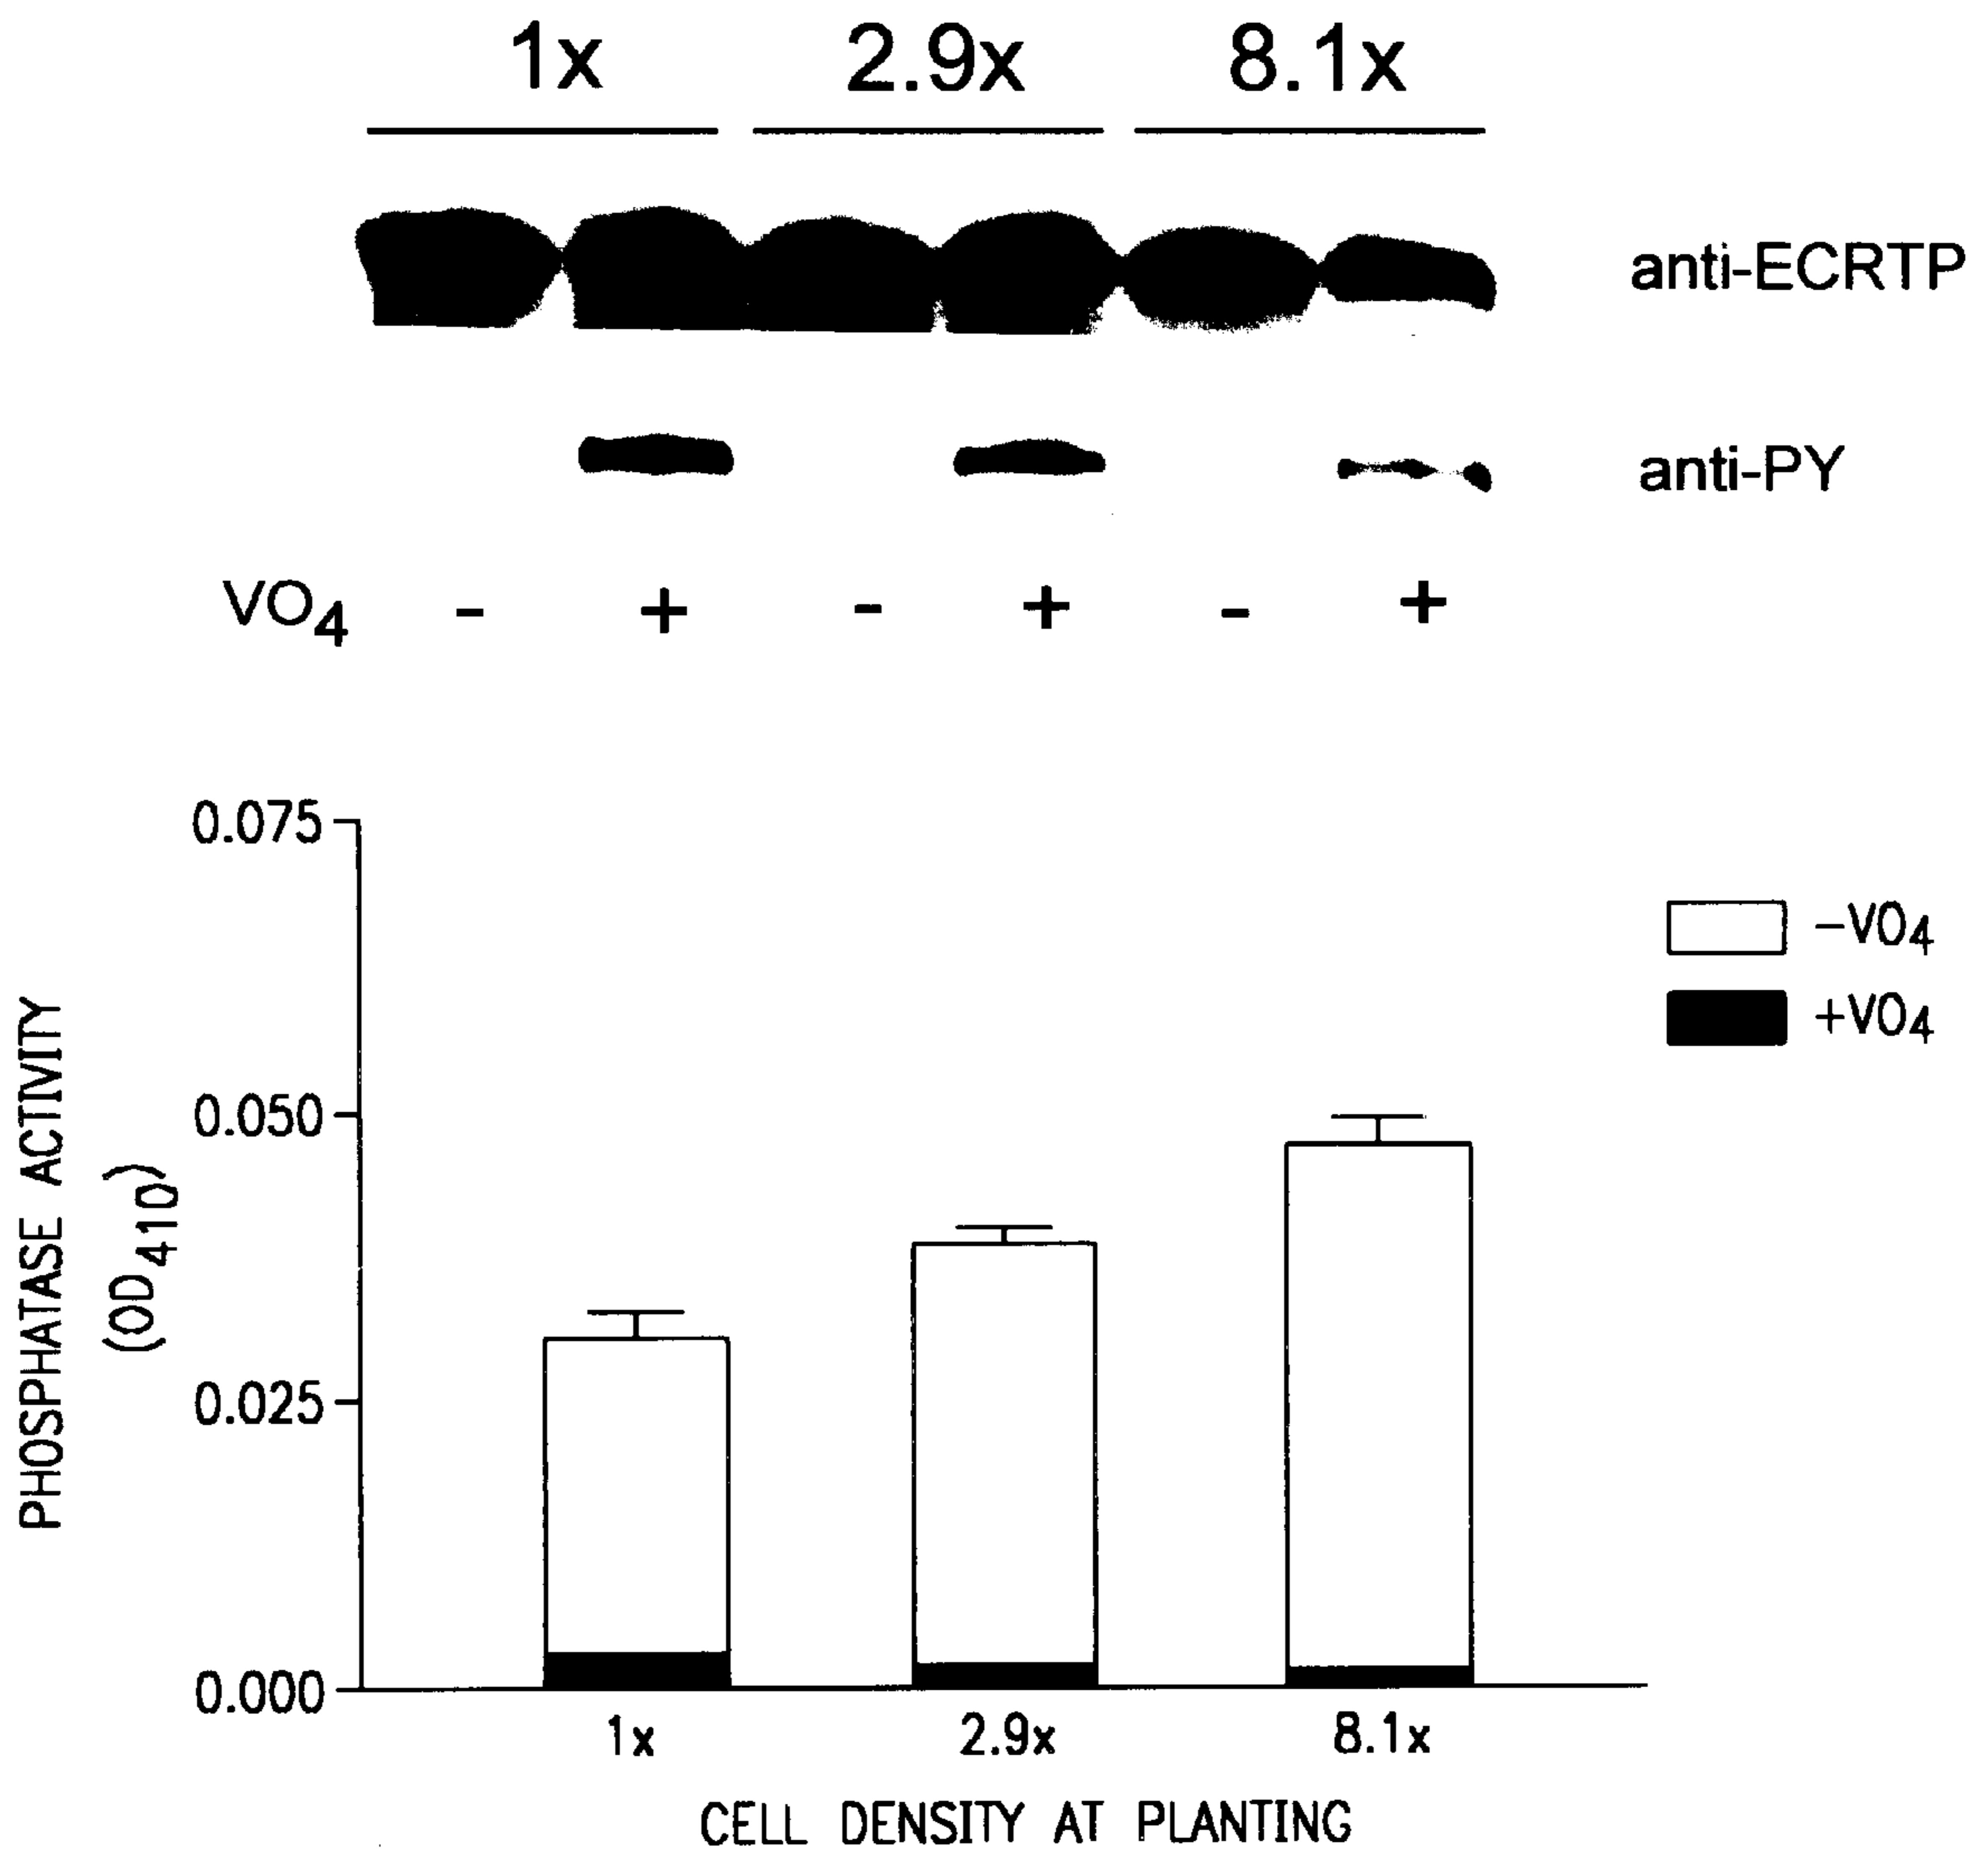 1x 2.9x 8.1x
anti-ECRTP
anti-PY
VO4 - + - + - +
0.075
0.050
0.025
0.000
PHOSPHATASE ACTIVITY
(OD410)
-VO4
+VO4
1x 2.9x 8.1x
CELL DENSITY AT PLANTING